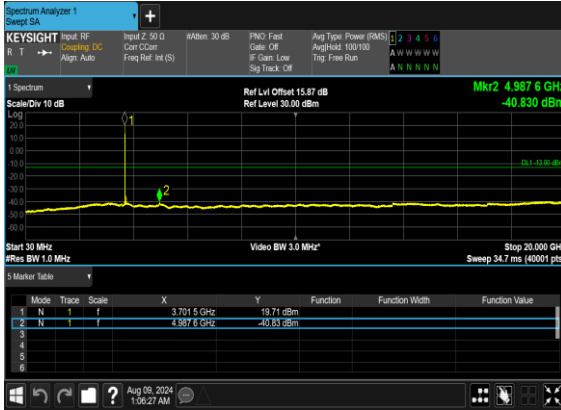 Spectrum Analyzer 1
Swept SA
+
KEYSIGHT
R T
Input: RF
Coupling: DC
Align: Auto
Input Z: 50 Ω
Corr CCorr
Freq Ref: Int (S)
#Atten: 30 dB
PNO: Fast
Gate: Off
IF Gain: Low
Sig Track: Off
Avg Type: Power (RMS)
Avg|Hold: 100/100
Trig: Free Run
1 2 3 4 5 6
A W W W W W
A N N N N N
1 Spectrum
Scale/Div 10 dB
Ref Lvl Offset 15.87 dB
Ref Level 30.00 dBm
Mkr2 4.987 6 GHz
-40.830 dBm
Log
20.0
10.0
0.00
-10.0
-20.0
-30.0
-40.0
-50.0
-60.0
1
2
DL1 -13.00 dBm
Start 30 MHz
#Res BW 1.0 MHz
Video BW 3.0 MHz*
Stop 20.000 GHz
Sweep 34.7 ms (40001 pts)
5 Marker Table
Mode Trace Scale X Y Function Function Width Function Value
1 N 1 f 3.701 5 GHz 19.71 dBm
2 N 1 f 4.987 6 GHz -40.83 dBm
3
4
5
6
?
Aug 09, 2024
1:06:27 AM